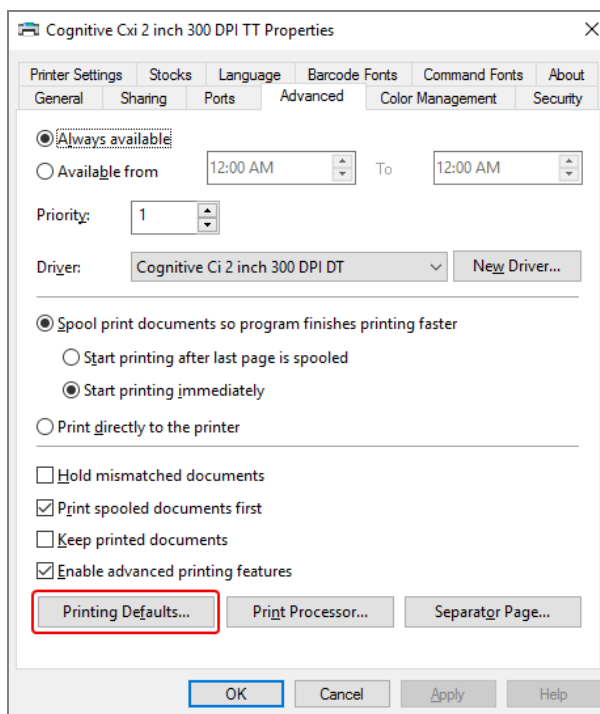 Cognitive Cxi 2 inch 300 DPI TT Properties
Printer Settings Stocks Language Barcode Fonts Command Fonts About
General Sharing Ports Advanced Color Management Security
Always available
Available from 12:00 AM To 12:00 AM
Priority: 1
Driver: Cognitive Ci 2 inch 300 DPI DT New Driver...
Spool print documents so program finishes printing faster
Start printing after last page is spooled
Start printing immediately
Print directly to the printer
Hold mismatched documents
Print spooled documents first
Keep printed documents
Enable advanced printing features
Printing Defaults... Print Processor... Separator Page...
OK Cancel Apply Help